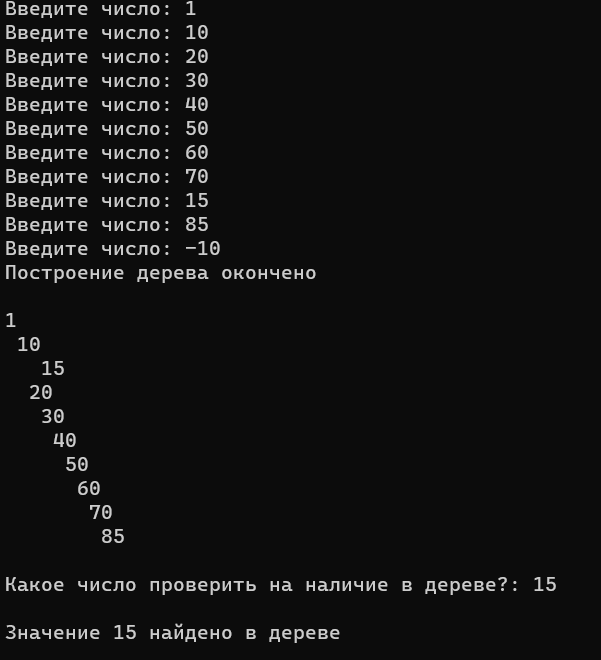 Введите число: 1
Введите число: 10
Введите число: 20
Введите число: 30
Введите число: 40
Введите число: 50
Введите число: 60
Введите число: 70
Введите число: 15
Введите число: 85
Введите число: -10
Построение дерева окончено

1
 10
   15
  20
   30
    40
     50
      60
       70
        85

Какое число проверить на наличие в дереве?: 15

Значение 15 найдено в дереве